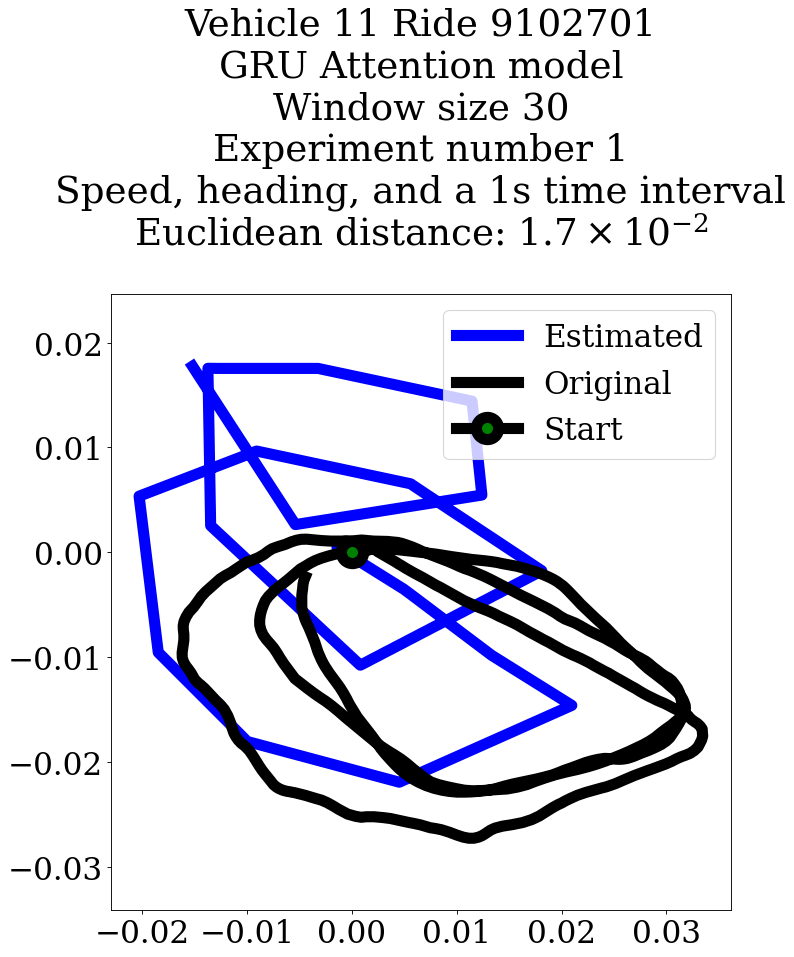 Vehicle 11 Ride 9102701
GRU Attention model
Window size 30
Experiment number 1
Speed, heading, and a 1s time interval
Euclidean distance: 1.7 × 10⁻²
Estimated
Original
Start
0.02
0.01
0.00
−0.01
−0.02
−0.03
−0.02 −0.01 0.00 0.01 0.02 0.03